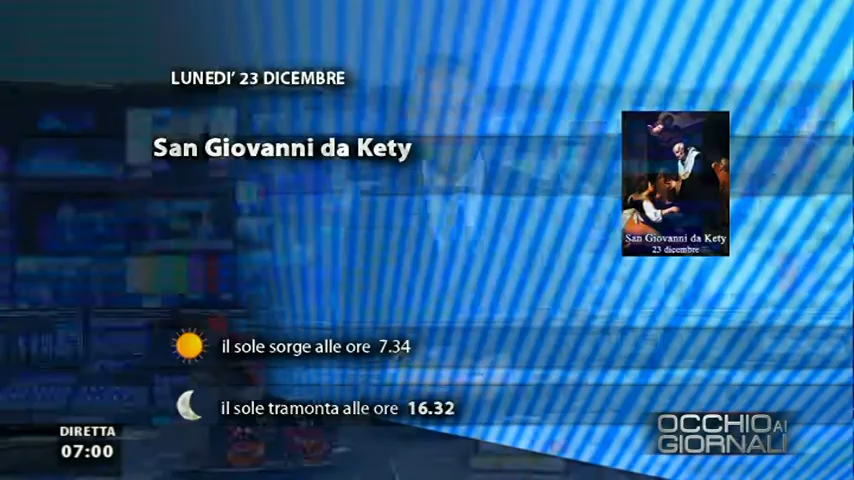 LUNEDI' 23 DICEMBRE
San Giovanni da Kety
San Giovanni da Kety
23 dicembre
il sole sorge alle ore 7.34
il sole tramonta alle ore 16.32
DIRETTA
07:00
OCCHIO AI
GIORNALI